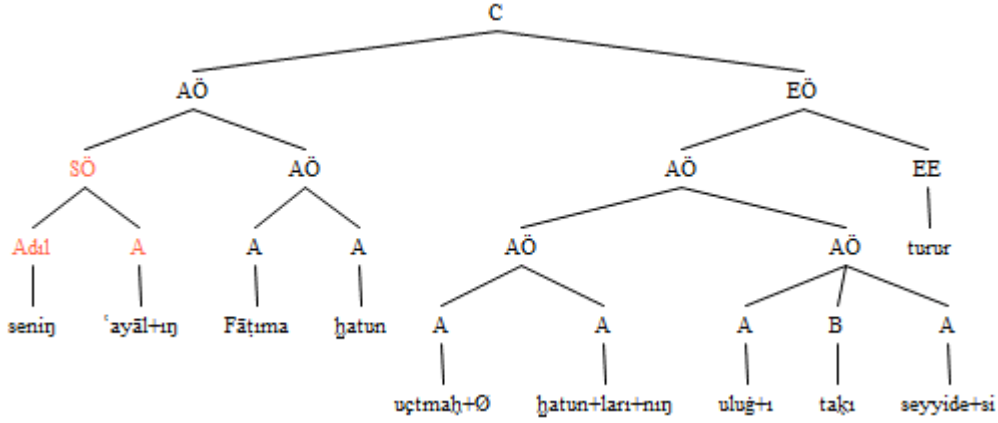 C
AÖ EÖ
SÖ AÖ AÖ EE
Adıl A A A AÖ AÖ turur
seniŋ ʿayāl+ıŋ Fāṭıma ḫatun A A A B A
uçtmaḫ+Ø ḫatun+ları+nıŋ uluġ+ı taḳı seyyide+si